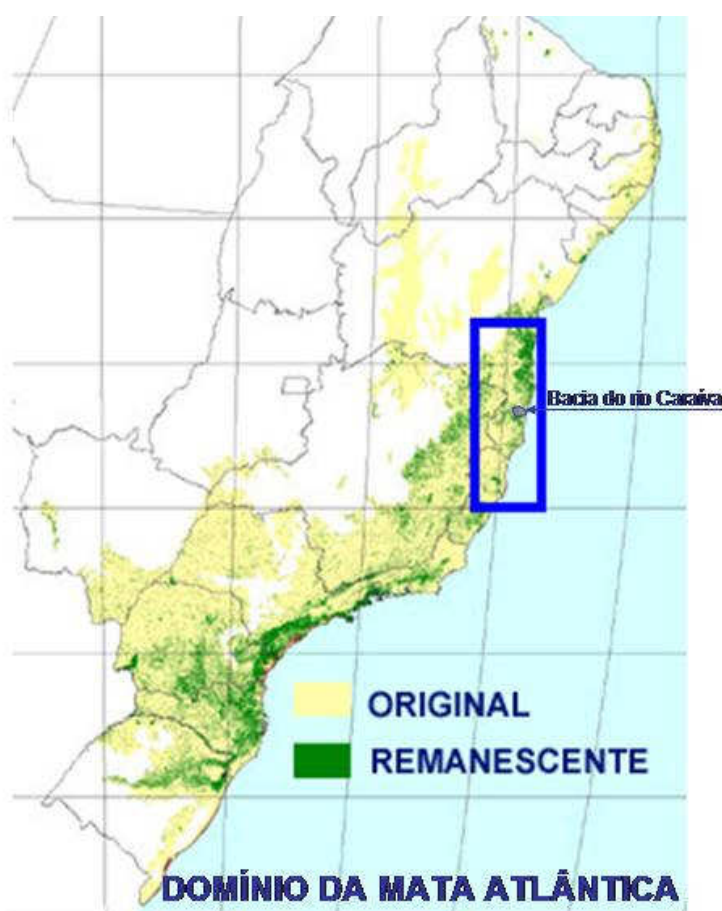 Bacia do rio Caraíva
ORIGINAL
REMANESCENTE
DOMÍNIO DA MATA ATLÂNTICA